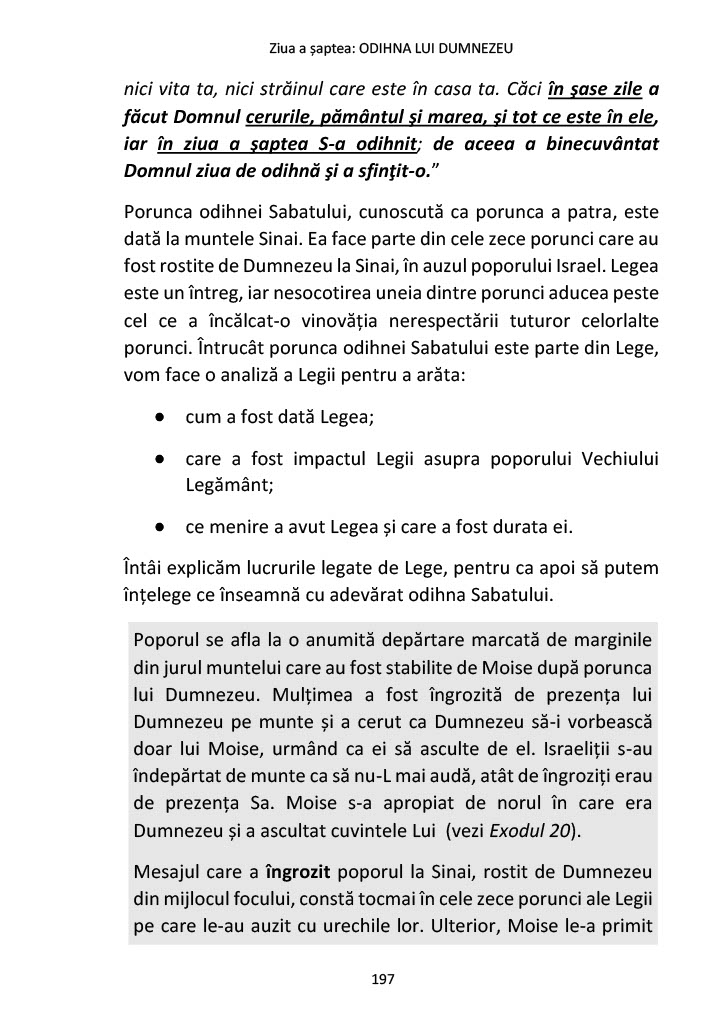 Ziua a șaptea: ODIHNA LUI DUMNEZEU
nici vita ta, nici străinul care este în casa ta. Căci în şase zile a
făcut Domnul cerurile, pământul şi marea, şi tot ce este în ele,
iar în ziua a şaptea S-a odihnit; de aceea a binecuvântat
Domnul ziua de odihnă şi a sfinţit-o.”
Porunca odihnei Sabatului, cunoscută ca porunca a patra, este
dată la muntele Sinai. Ea face parte din cele zece porunci care au
fost rostite de Dumnezeu la Sinai, în auzul poporului Israel. Legea
este un întreg, iar nesocotirea uneia dintre porunci aducea peste
cel ce a încălcat-o vinovăția nerespectării tuturor celorlalte
porunci. Întrucât porunca odihnei Sabatului este parte din Lege,
vom face o analiză a Legii pentru a arăta:
● cum a fost dată Legea;
● care a fost impactul Legii asupra poporului Vechiului
Legământ;
● ce menire a avut Legea și care a fost durata ei.
Întâi explicăm lucrurile legate de Lege, pentru ca apoi să putem
înțelege ce înseamnă cu adevărat odihna Sabatului.
Poporul se afla la o anumită depărtare marcată de marginile
din jurul muntelui care au fost stabilite de Moise după porunca
lui Dumnezeu. Mulțimea a fost îngrozită de prezența lui
Dumnezeu pe munte și a cerut ca Dumnezeu să-i vorbească
doar lui Moise, urmând ca ei să asculte de el. Israeliții s-au
îndepărtat de munte ca să nu-L mai audă, atât de îngroziți erau
de prezența Sa. Moise s-a apropiat de norul în care era
Dumnezeu și a ascultat cuvintele Lui (vezi Exodul 20).
Mesajul care a îngrozit poporul la Sinai, rostit de Dumnezeu
din mijlocul focului, constă tocmai în cele zece porunci ale Legii
pe care le-au auzit cu urechile lor. Ulterior, Moise le-a primit
197